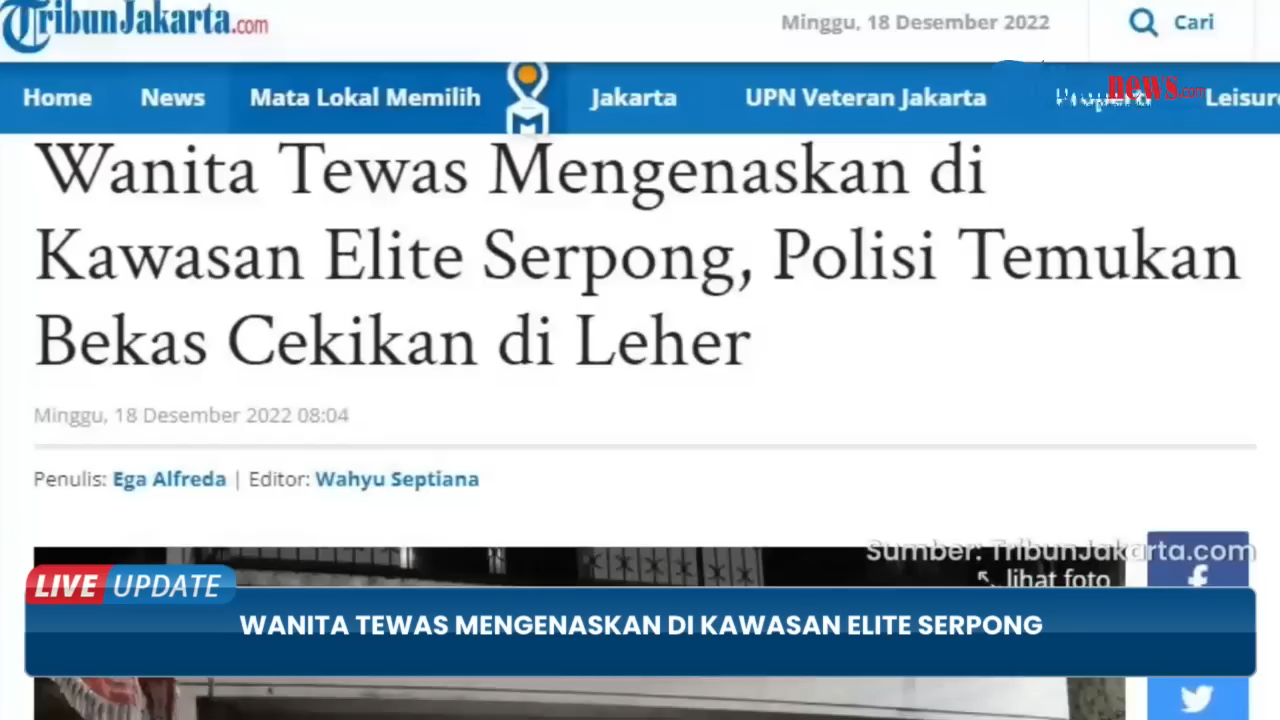 TribunJakarta.com
Minggu, 18 Desember 2022
Cari
Home News Mata Lokal Memilih Jakarta UPN Veteran Jakarta Leisure
news.com
Wanita Tewas Mengenaskan di
Kawasan Elite Serpong, Polisi Temukan
Bekas Cekikan di Leher
Minggu, 18 Desember 2022 08:04
Penulis: Ega Alfreda | Editor: Wahyu Septiana
Sumber: TribunJakarta.com
lihat foto
LIVE UPDATE
WANITA TEWAS MENGENASKAN DI KAWASAN ELITE SERPONG